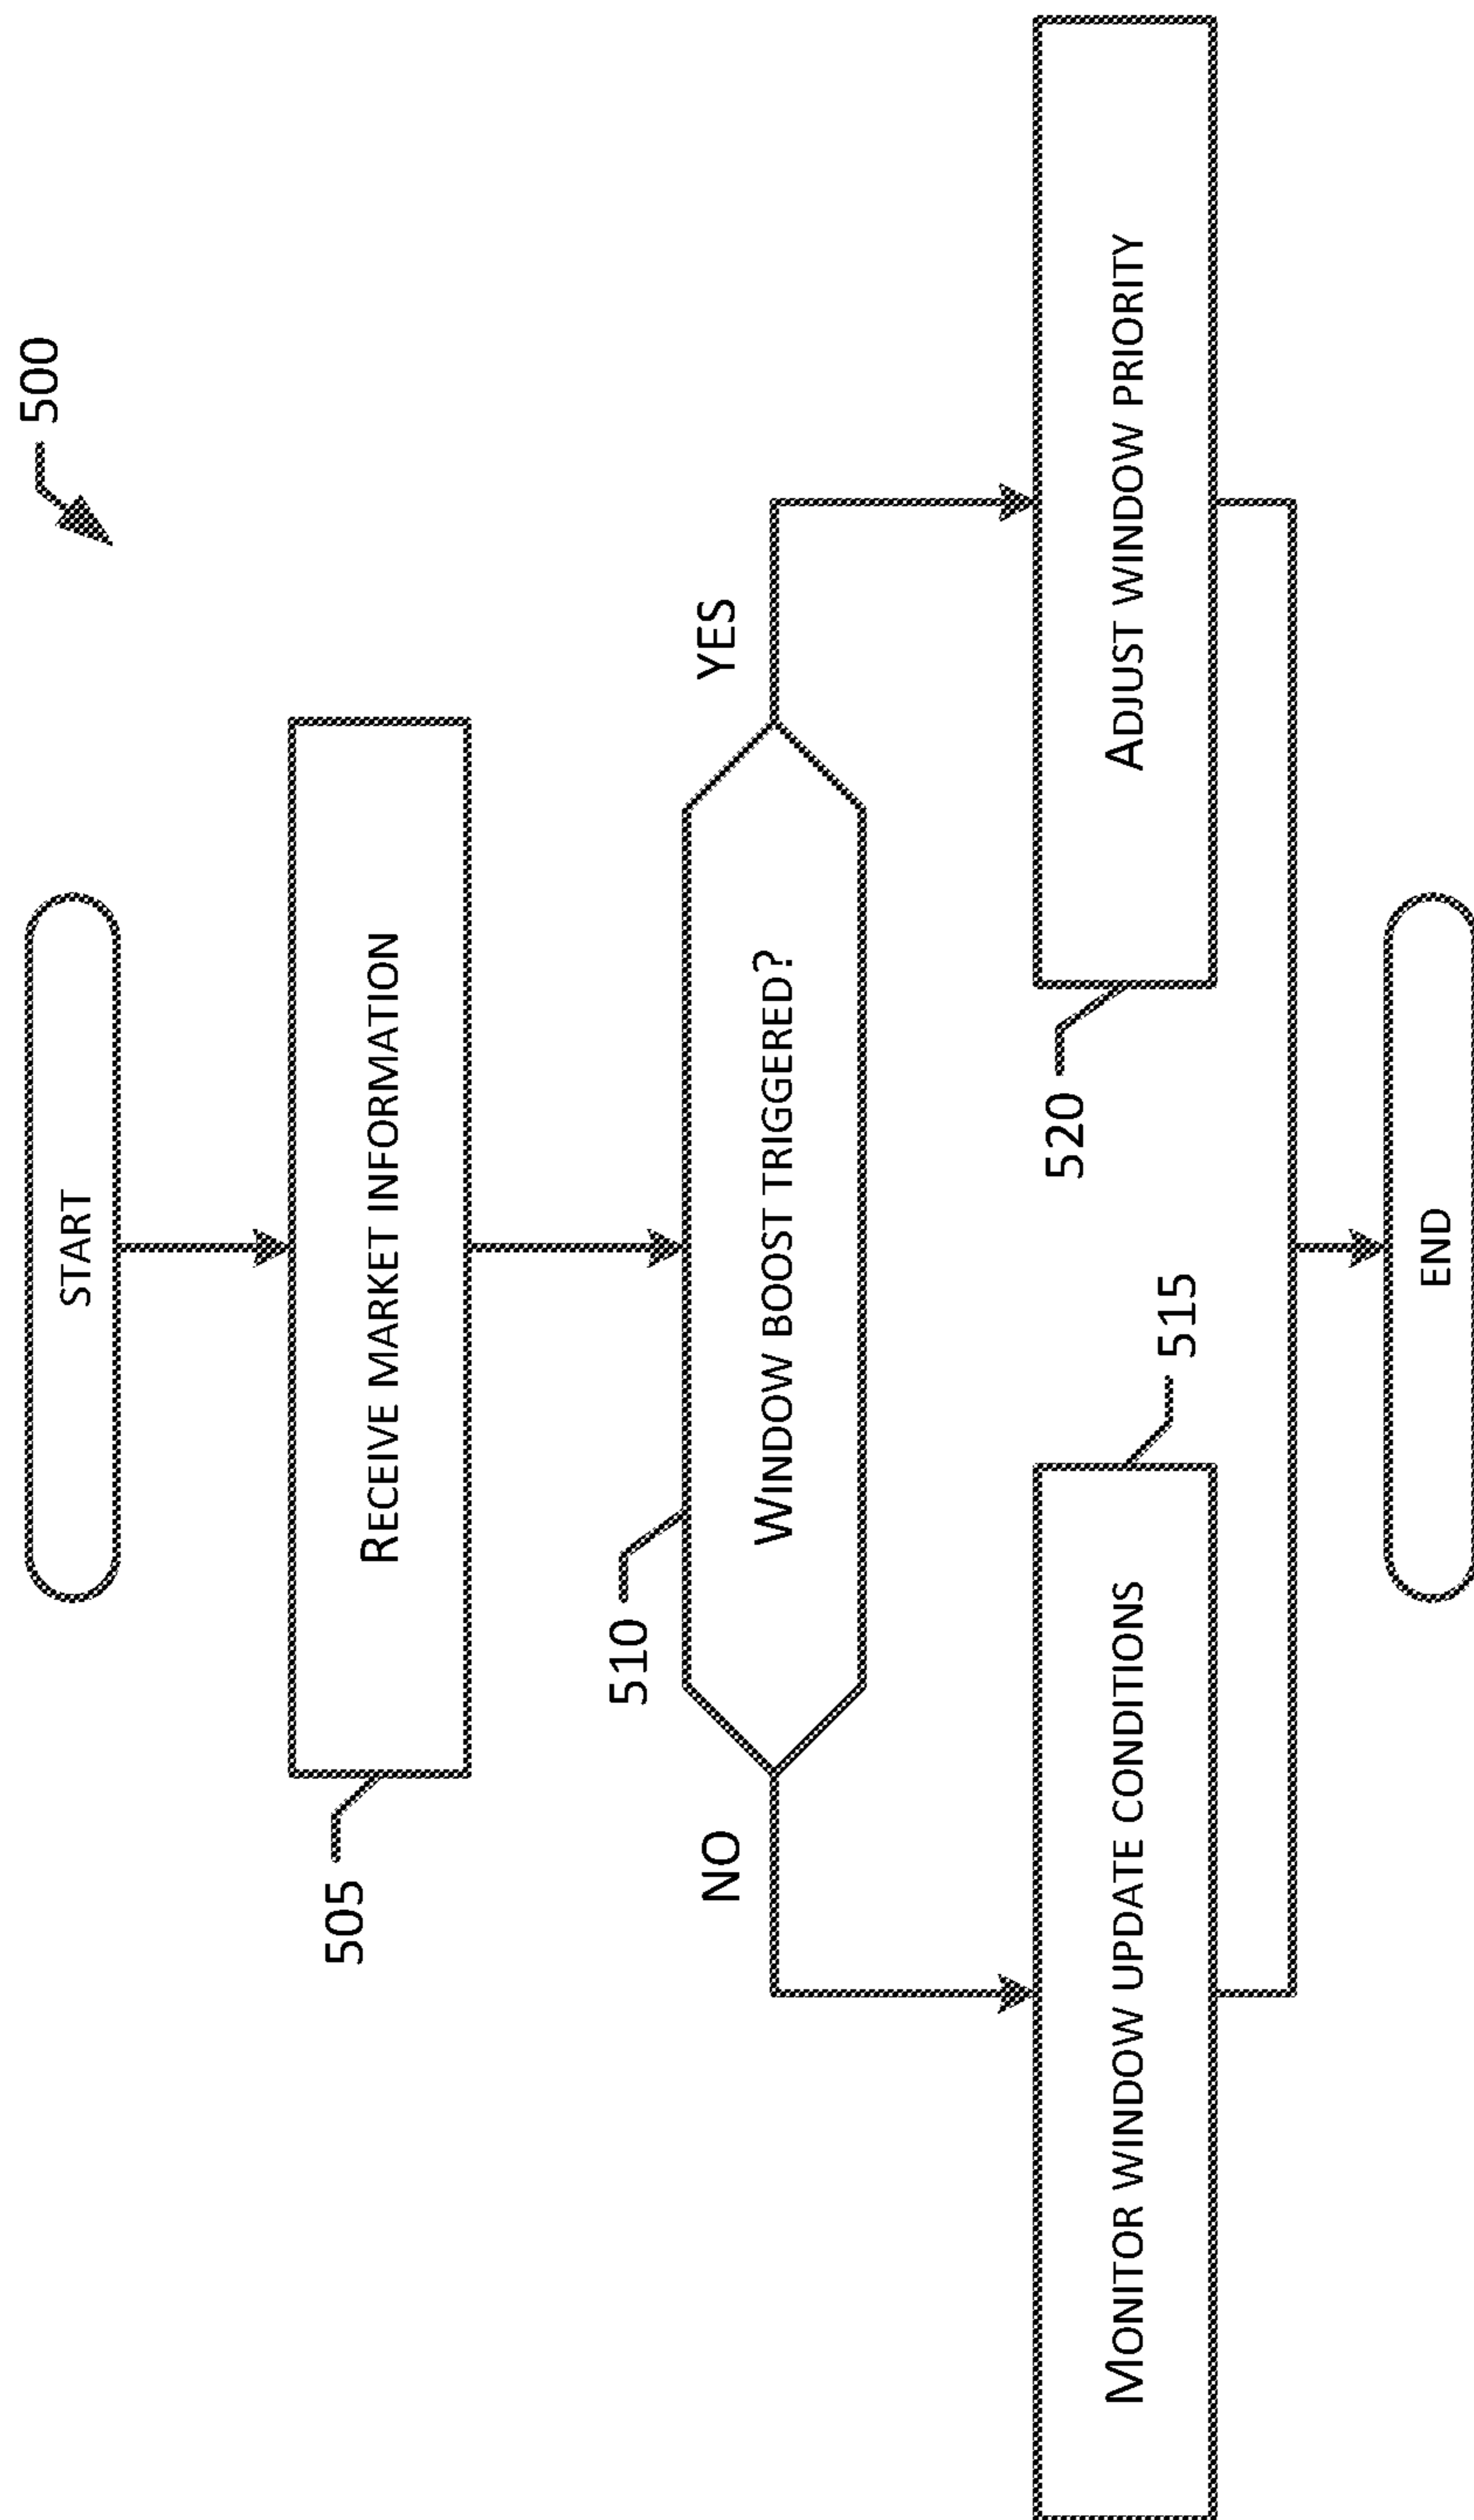 500
START
RECEIVE MARKET INFORMATION
505
510
WINDOW BOOST TRIGGERED?
NO
YES
MONITOR WINDOW UPDATE CONDITIONS
515
520
ADJUST WINDOW PRIORITY
END